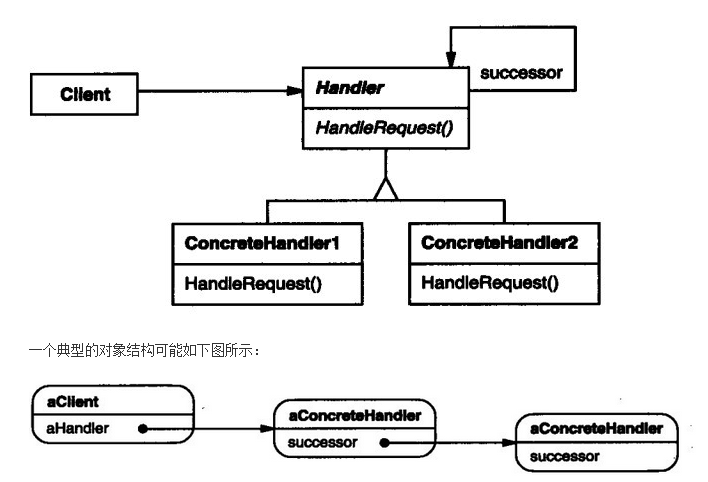 Client
Handler
successor
HandleRequest()
ConcreteHandler1
ConcreteHandler2
HandleRequest()
HandleRequest()
一个典型的对象结构可能如下图所示：
aClient
aHandler
aConcreteHandler
successor
aConcreteHandler
successor